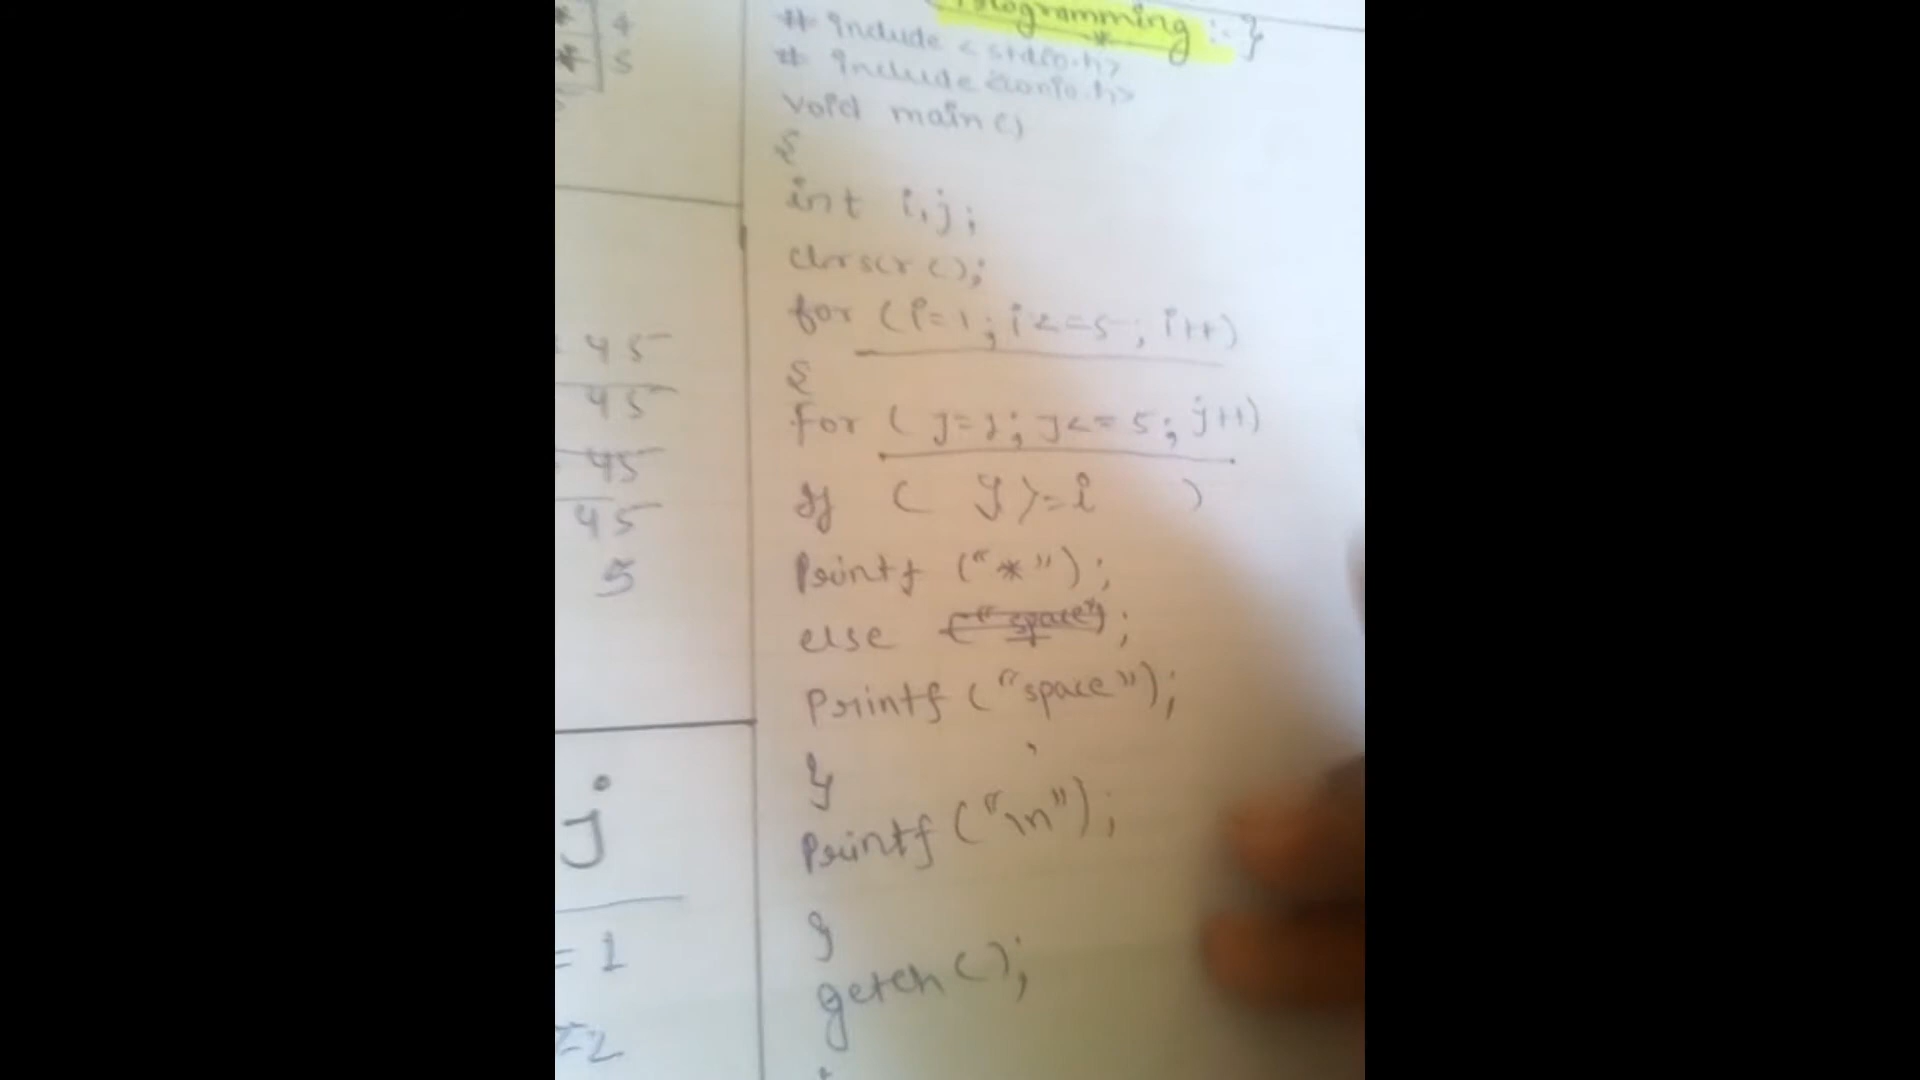 * 4
* 5
45
45
45
45
5
j
= 1
=2
Programming :- }
# include < stdio.h>
# include <conio.h>
void main ()
{
int i,j;
clrscr ();
for (i=1; i<=5; i++)
{
for ( j=1; j<= 5; j++)
if ( j>=i )
Printf ("*");
else ("space");
Printf ("space");
}
Printf ("\n");
}
getch ();